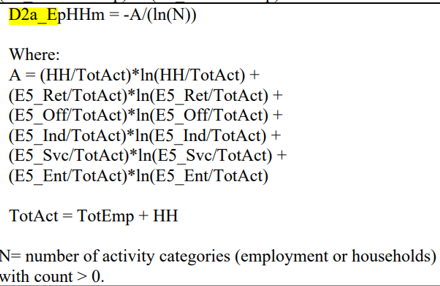 D2a_EpHHm = -A/(ln(N))
Where:
A = (HH/TotAct)*ln(HH/TotAct) +
(E5_Ret/TotAct)*ln(E5_Ret/TotAct) +
(E5_Off/TotAct)*ln(E5_Off/TotAct) +
(E5_Ind/TotAct)*ln(E5_Ind/TotAct) +
(E5_Svc/TotAct)*ln(E5_Svc/TotAct) +
(E5_Ent/TotAct)*ln(E5_Ent/TotAct)
TotAct = TotEmp + HH
N= number of activity categories (employment or households)
with count > 0.